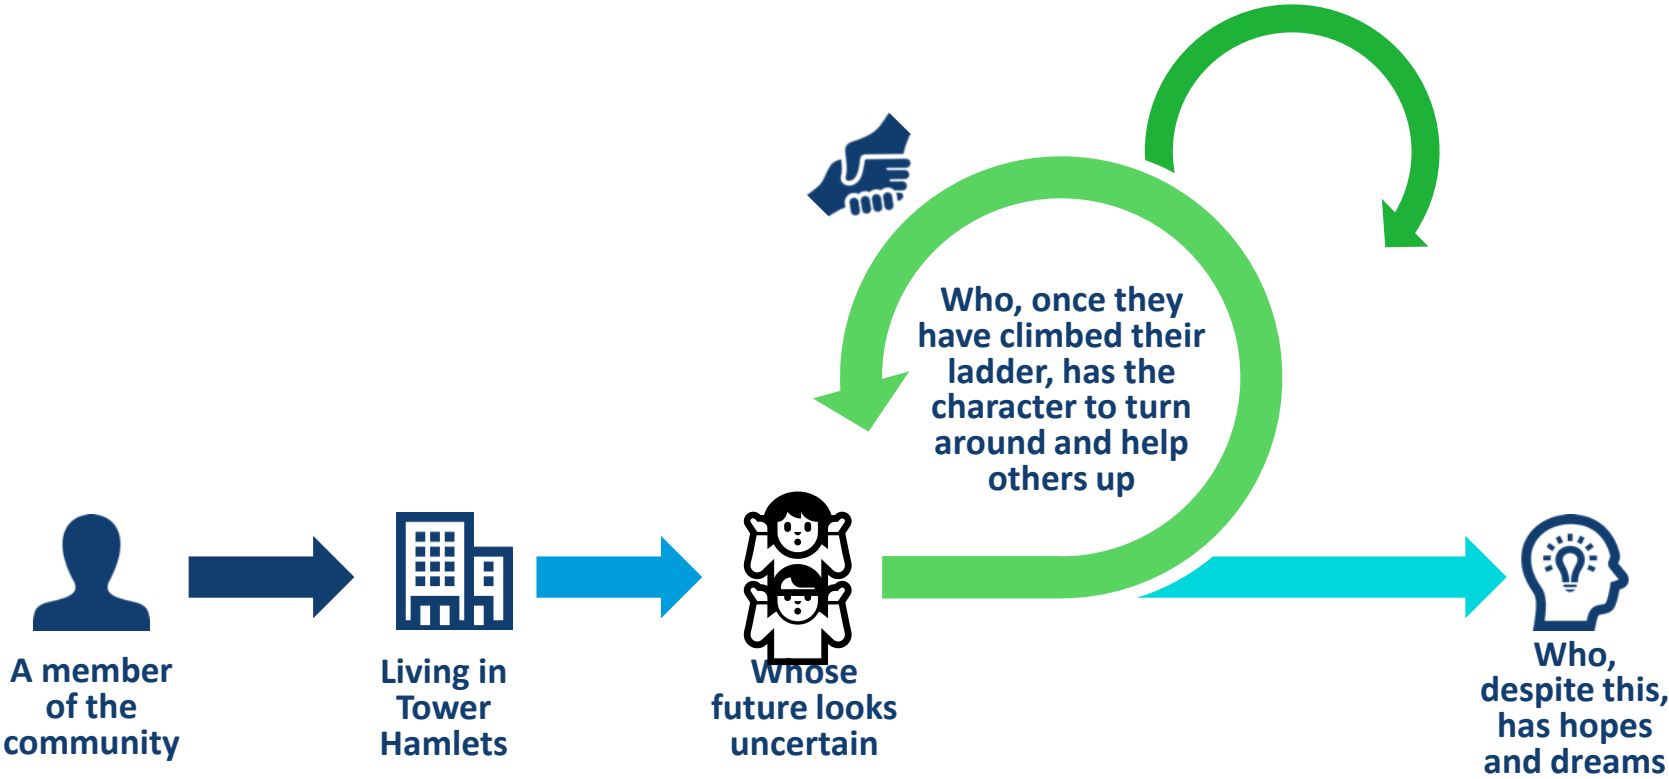 A member
of the
community
Living in
Tower
Hamlets
Whose
future looks
uncertain
Who, once they
have climbed their
ladder, has the
character to turn
around and help
others up
Who,
despite this,
has hopes
and dreams